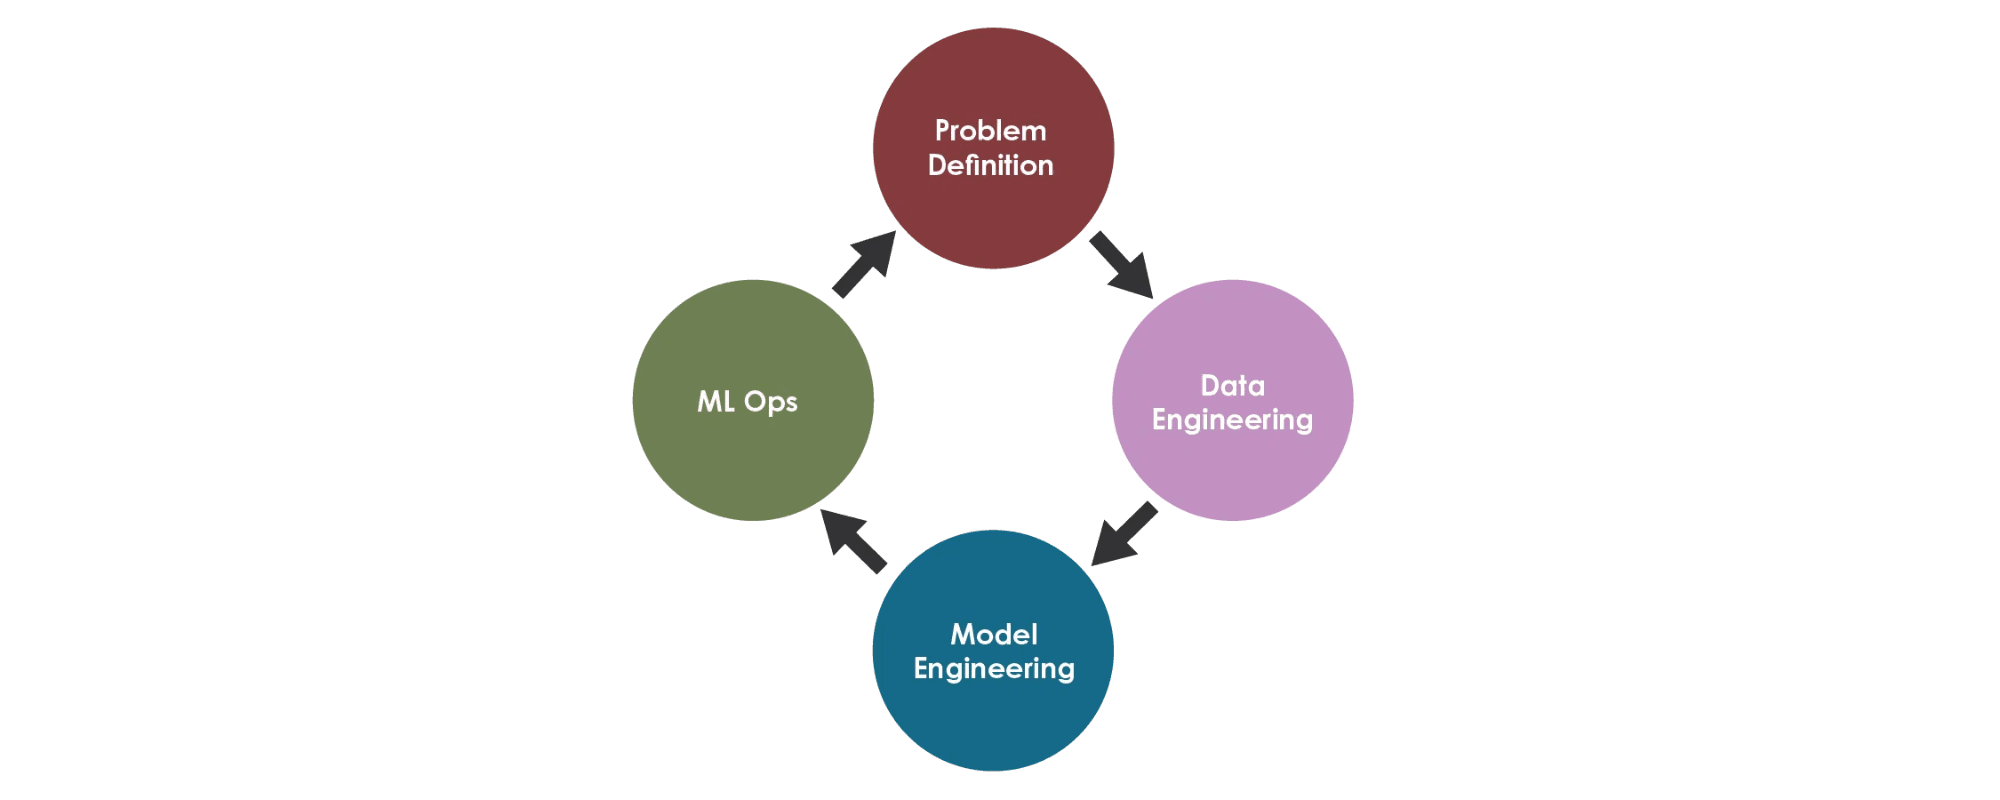 Problem
Definition
Data
Engineering
Model
Engineering
ML Ops